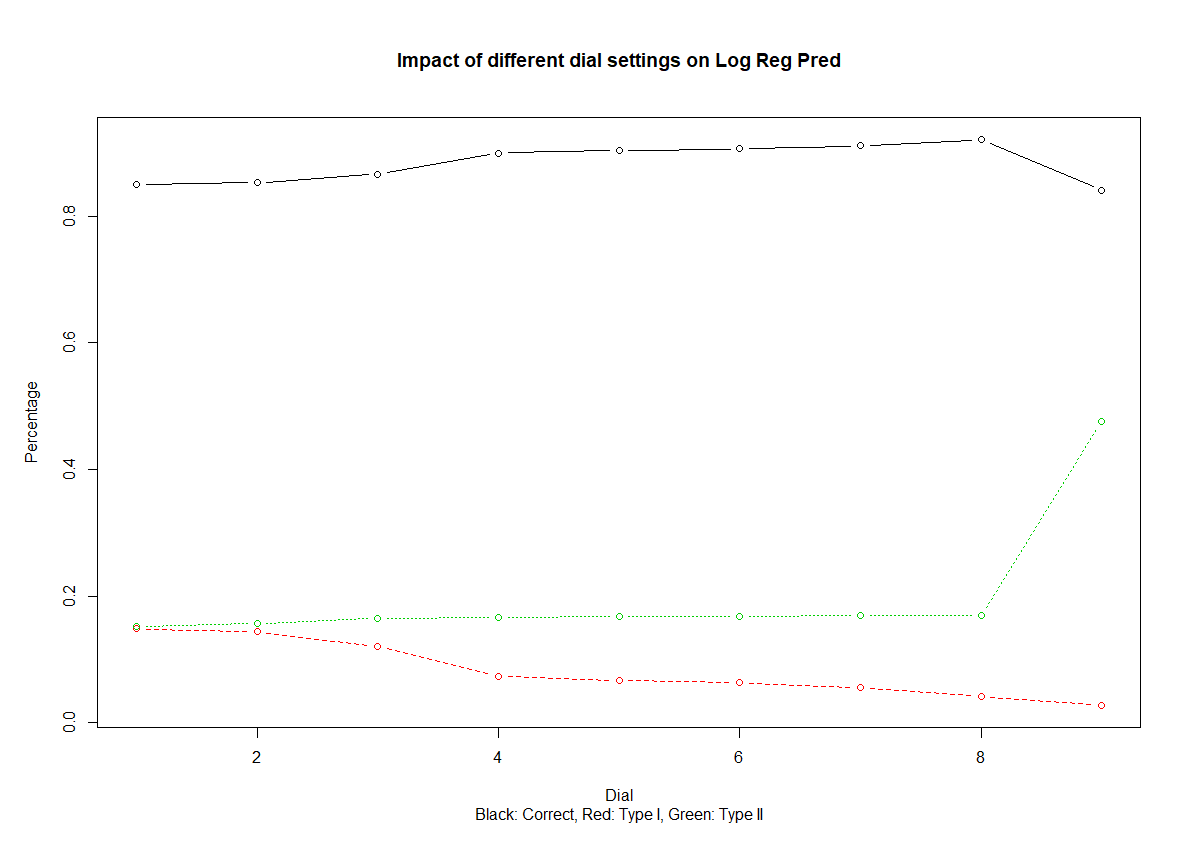 Impact of different dial settings on Log Reg Pred
Percentage
0.8
0.6
0.4
0.2
0.0
2 4 6 8
Dial
Black: Correct, Red: Type I, Green: Type II